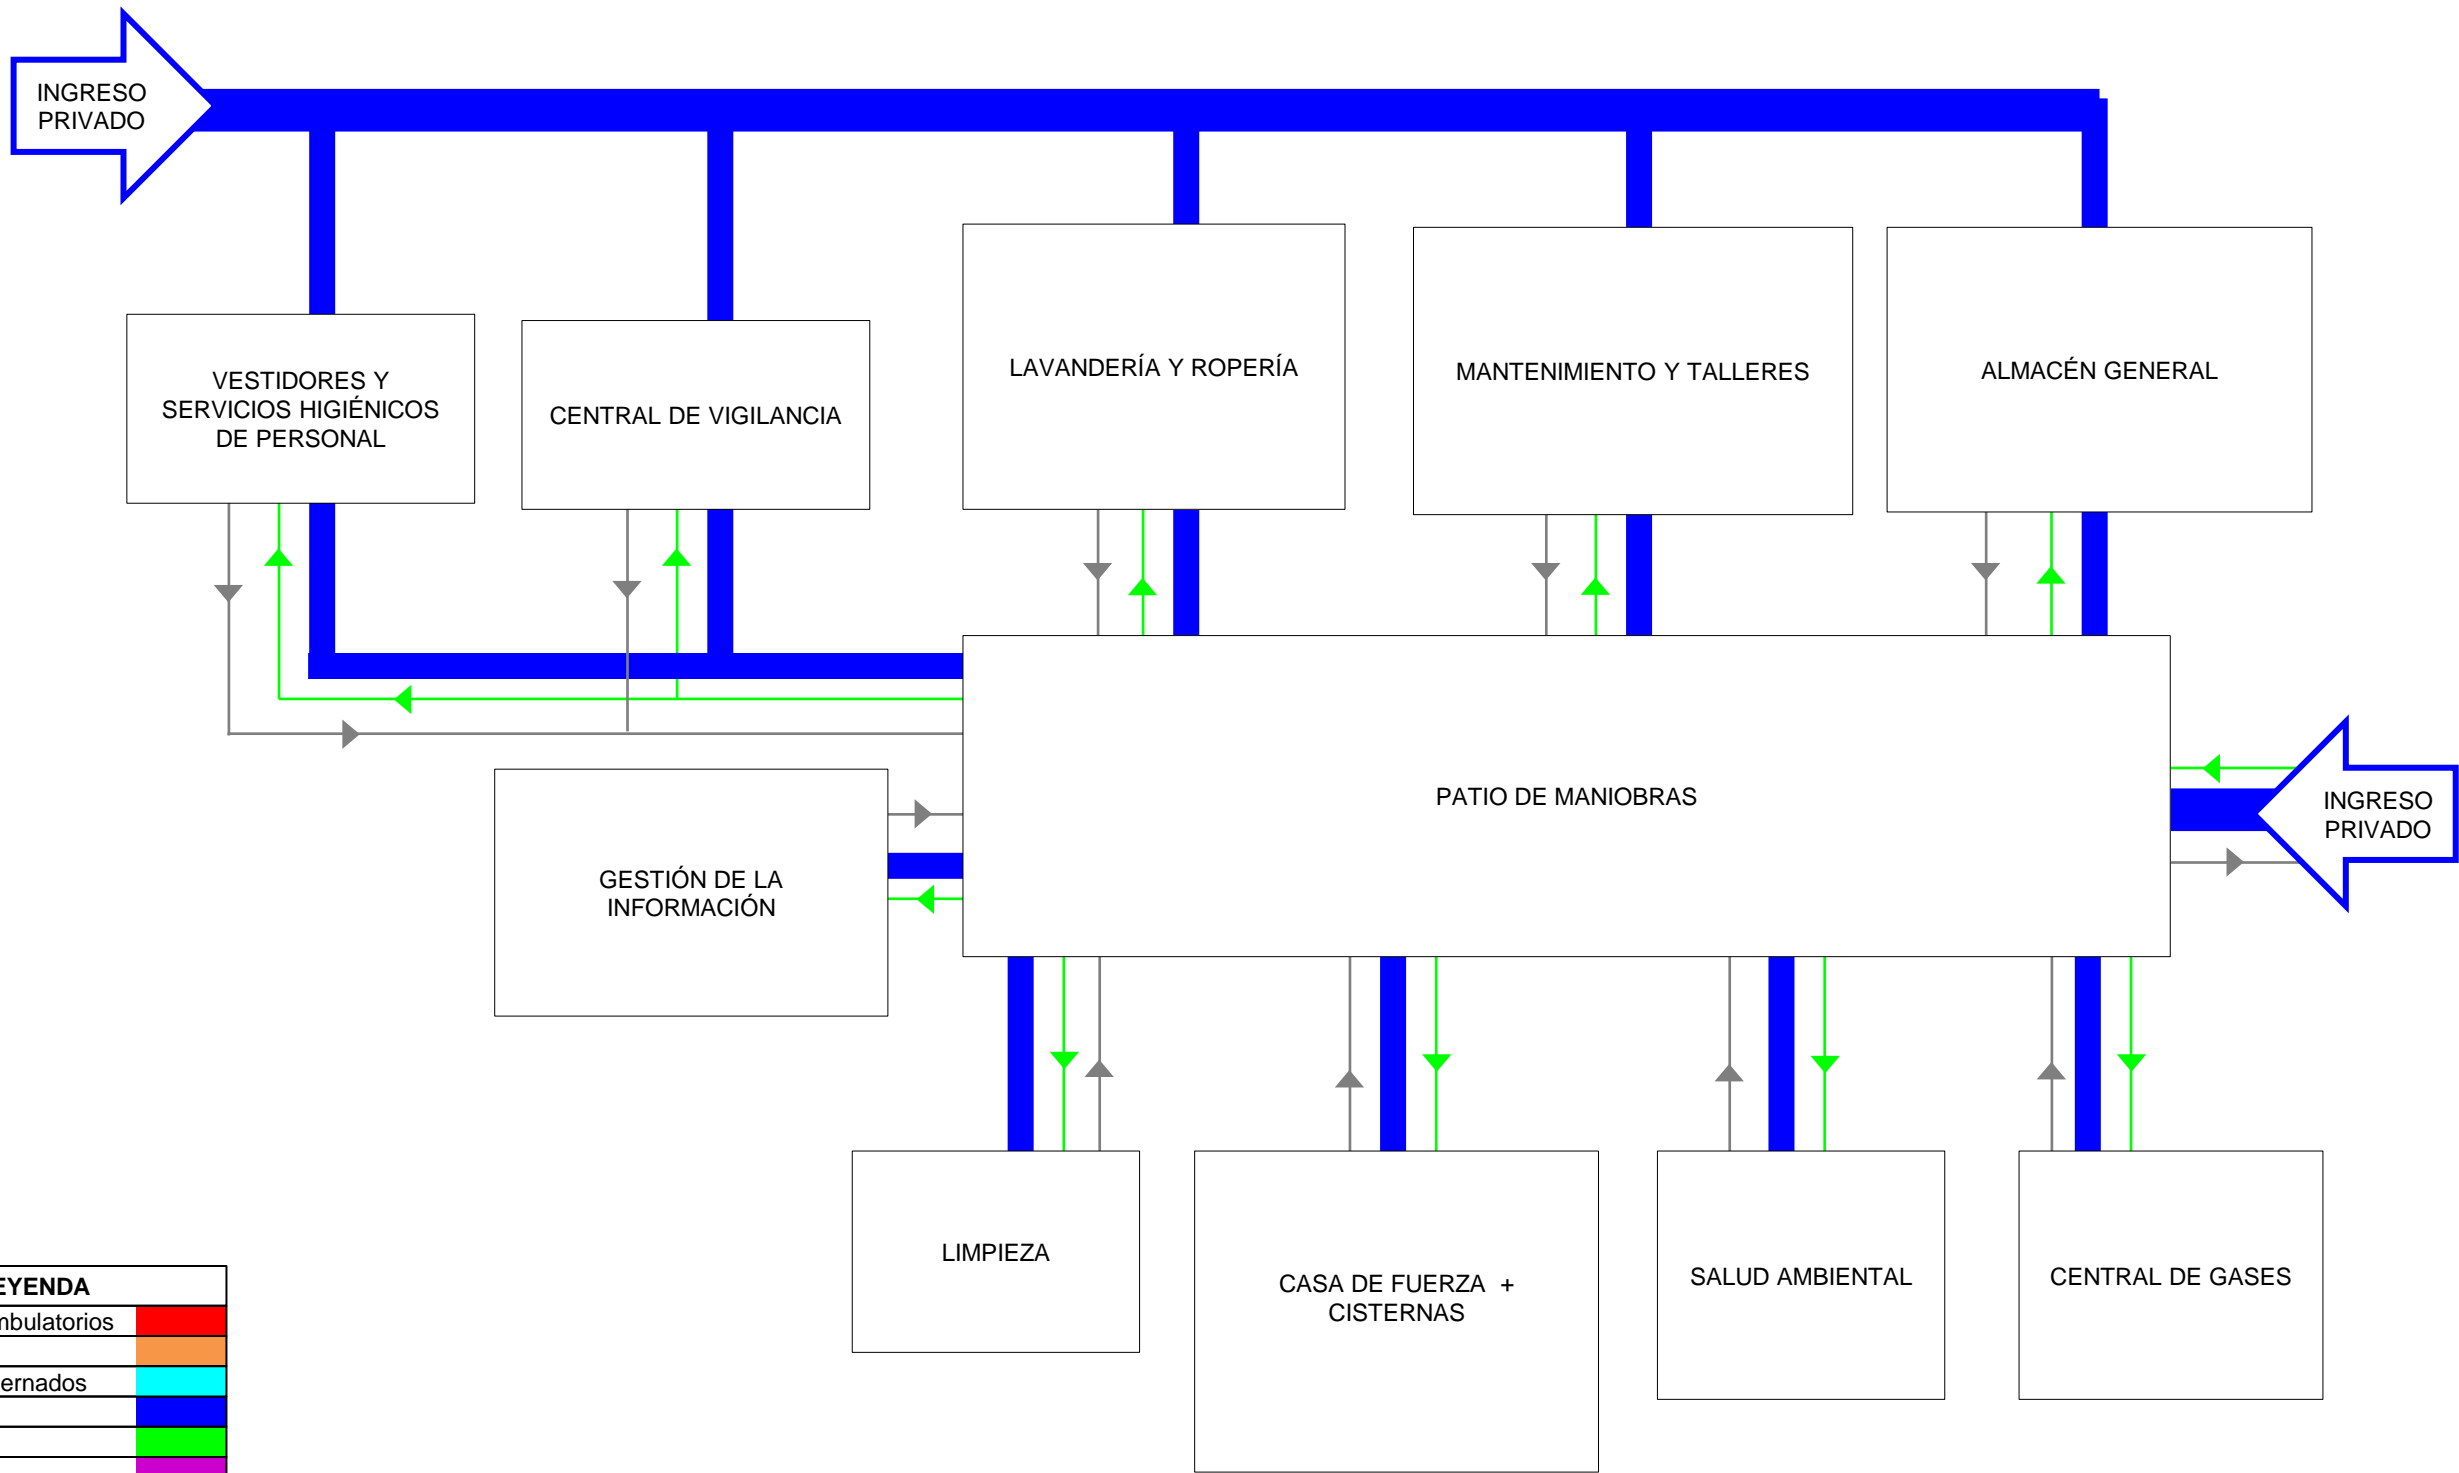 INGRESO
PRIVADO
VESTIDORES Y
SERVICIOS HIGIÉNICOS
DE PERSONAL
CENTRAL DE VIGILANCIA
LAVANDERÍA Y ROPERÍA
MANTENIMIENTO Y TALLERES
ALMACÉN GENERAL
PATIO DE MANIOBRAS
INGRESO
PRIVADO
GESTIÓN DE LA
INFORMACIÓN
LIMPIEZA
CASA DE FUERZA +
CISTERNAS
SALUD AMBIENTAL
CENTRAL DE GASES
EYENDA
mbulatorios
ernados